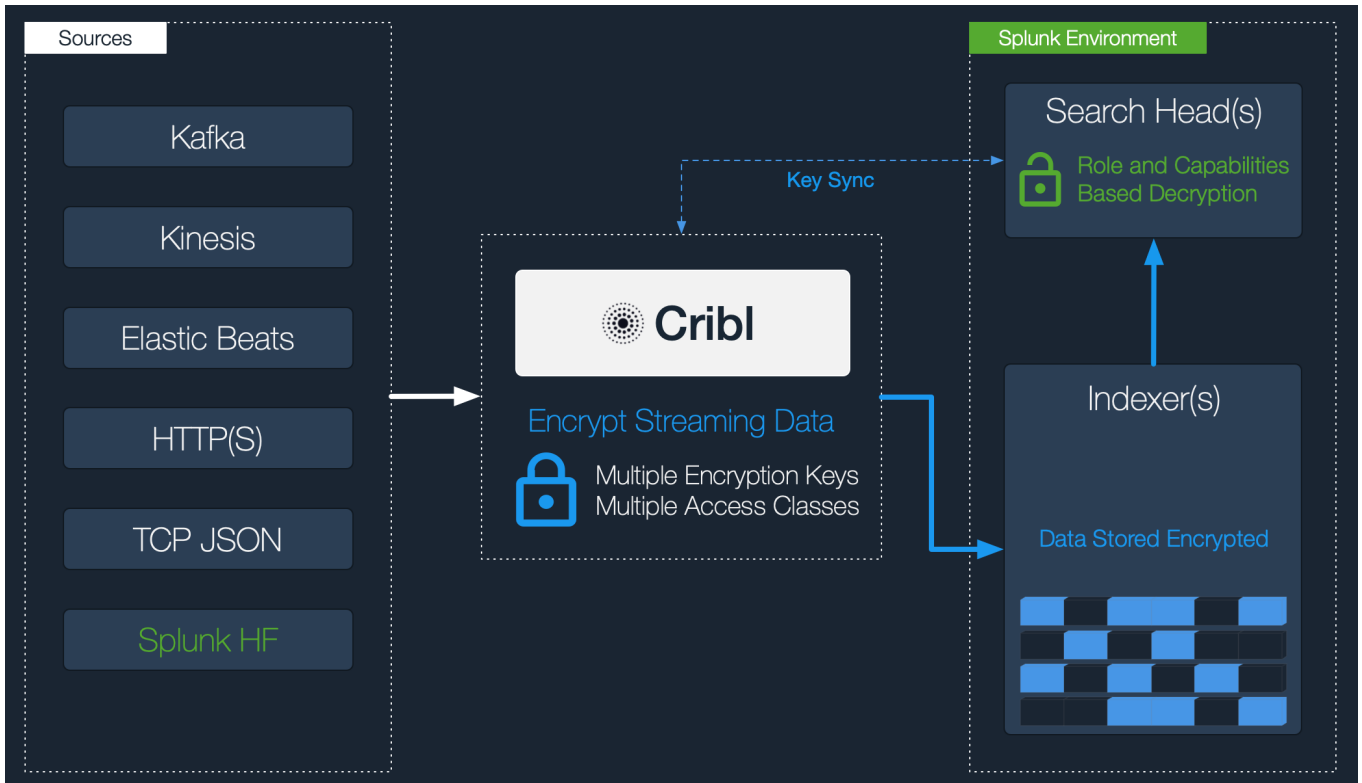 Sources
Kafka
Kinesis
Elastic Beats
HTTP(S)
TCP JSON
Splunk HF
Key Sync
Cribl
Encrypt Streaming Data
Multiple Encryption Keys
Multiple Access Classes
Splunk Environment
Search Head(s)
Role and Capabilities
Based Decryption
Indexer(s)
Data Stored Encrypted